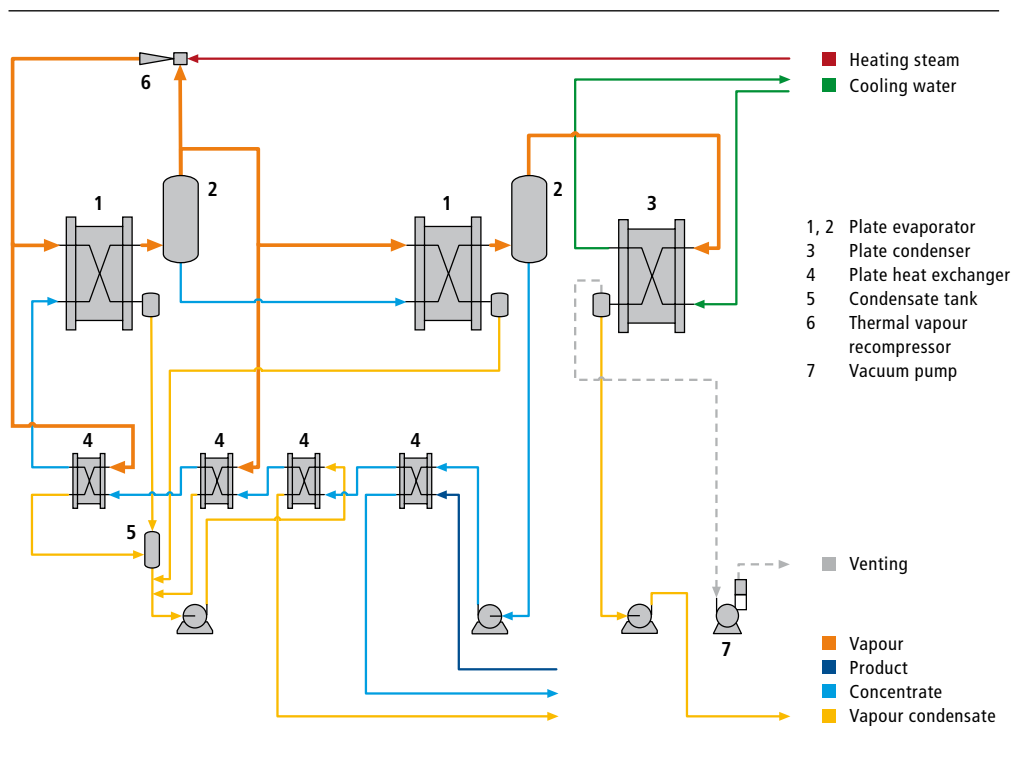 Heating steam
6
Cooling water
2
2
1
1
3
1, 2 Plate evaporator
3 Plate condenser
4 Plate heat exchanger
5 Condensate tank
6 Thermal vapour
recompressor
7 Vacuum pump
4
4
4
4
5
Venting
7
Vapour
Product
Concentrate
Vapour condensate